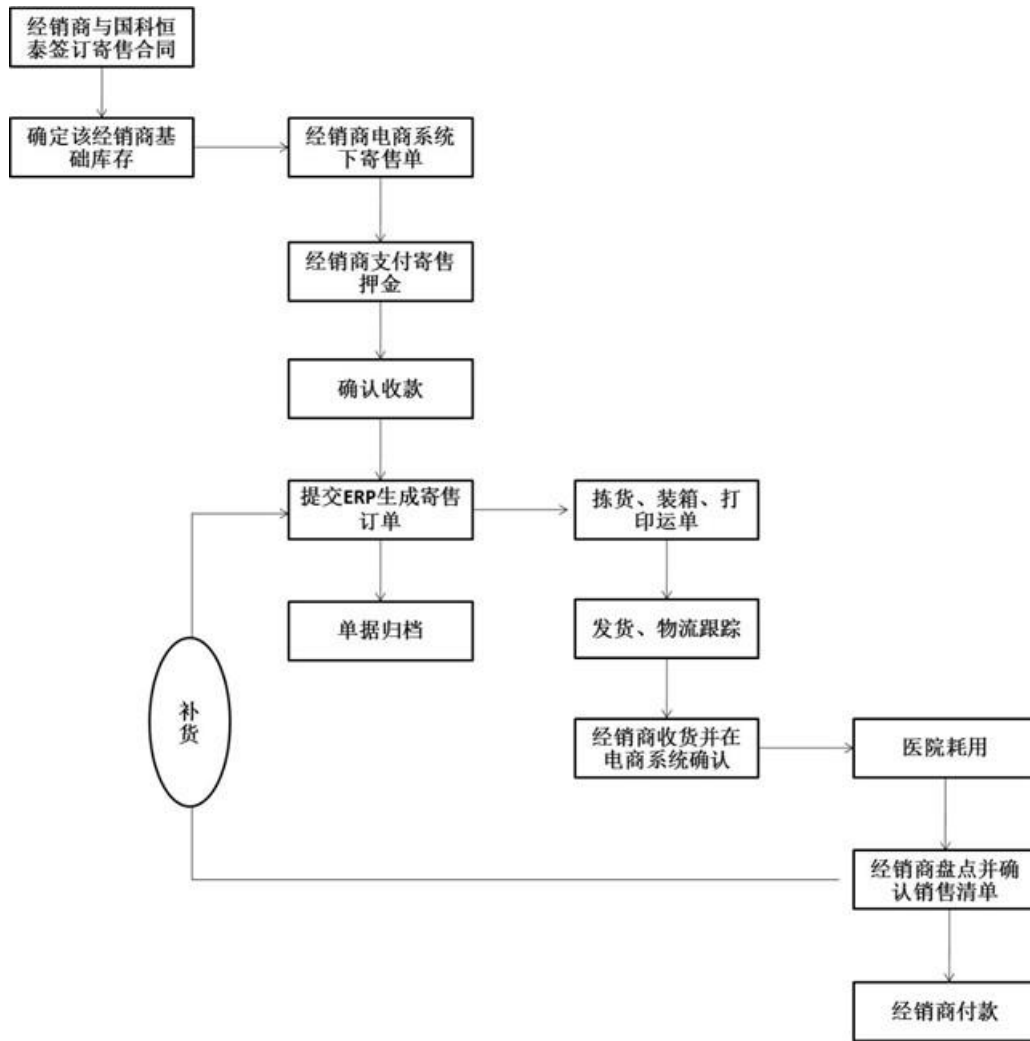 经销商与国科恒
泰签订寄售合同
确定该经销商基
础库存
经销商电商系统
下寄售单
经销商支付寄售
押金
确认收款
提交ERP生成寄售
订单
拣货、装箱、打
印运单
单据归档
发货、物流跟踪
补
货
经销商收货并在
电商系统确认
医院耗用
经销商盘点并确
认销售清单
经销商付款